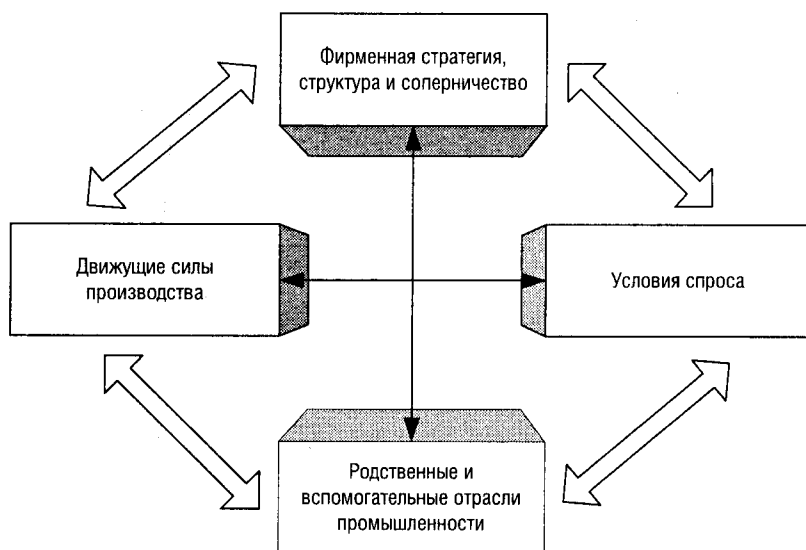 Фирменная стратегия,
структура и соперничество
Движущие силы
производства
Условия спроса
Родственные и
вспомогательные отрасли
промышленности